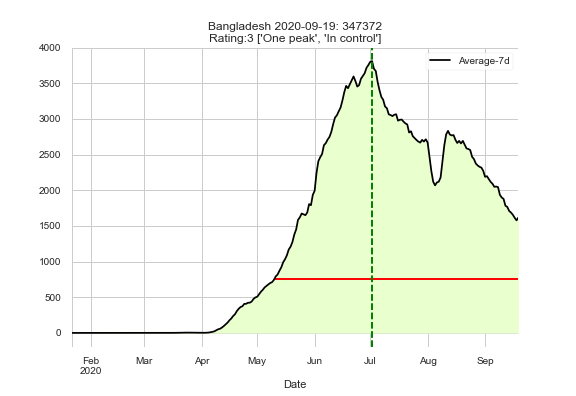 Bangladesh 2020-09-19: 347372
Rating:3 ['One peak', 'In control']
Average-7d
4000
3500
3000
2500
2000
1500
1000
500
0
Feb Mar Apr May Jun Jul Aug Sep
2020
Date